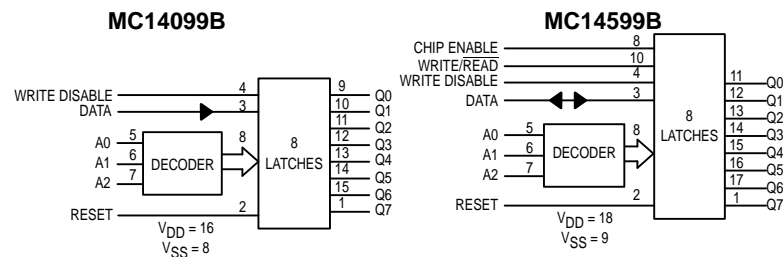 MC14099B
WRITE DISABLE 4
DATA 3
A0 5
A1 6
A2 7
DECODER
8
8
LATCHES
RESET 2
9 Q0
10 Q1
11 Q2
12 Q3
13 Q4
14 Q5
15 Q6
1 Q7
VDD = 16
VSS = 8
MC14599B
CHIP ENABLE 8
WRITE/READ 10
WRITE DISABLE 4
DATA 3
A0 5
A1 6
A2 7
DECODER
8
8
LATCHES
RESET 2
11 Q0
12 Q1
13 Q2
14 Q3
15 Q4
16 Q5
17 Q6
1 Q7
VDD = 18
VSS = 9